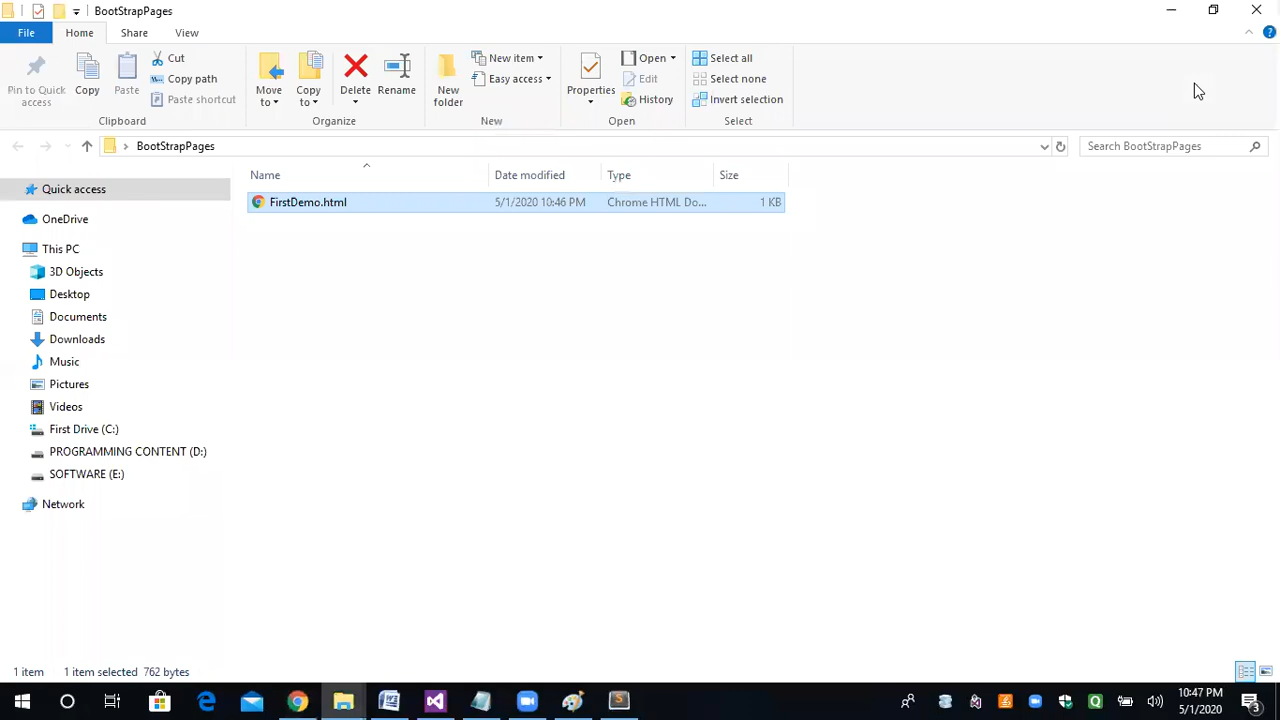 BootStrapPages
File Home Share View
Pin to Quick access
Copy
Paste
Cut
Copy path
Paste shortcut
Clipboard
Move to
Copy to
Delete
Rename
Organize
New folder
New item
Easy access
New
Properties
Open
Edit
History
Open
Select all
Select none
Invert selection
Select
BootStrapPages
Search BootStrapPages
Name Date modified Type Size
FirstDemo.html 5/1/2020 10:46 PM Chrome HTML Do... 1 KB
Quick access
OneDrive
This PC
3D Objects
Desktop
Documents
Downloads
Music
Pictures
Videos
First Drive (C:)
PROGRAMMING CONTENT (D:)
SOFTWARE (E:)
Network
1 item 1 item selected 762 bytes
10:47 PM
5/1/2020
3